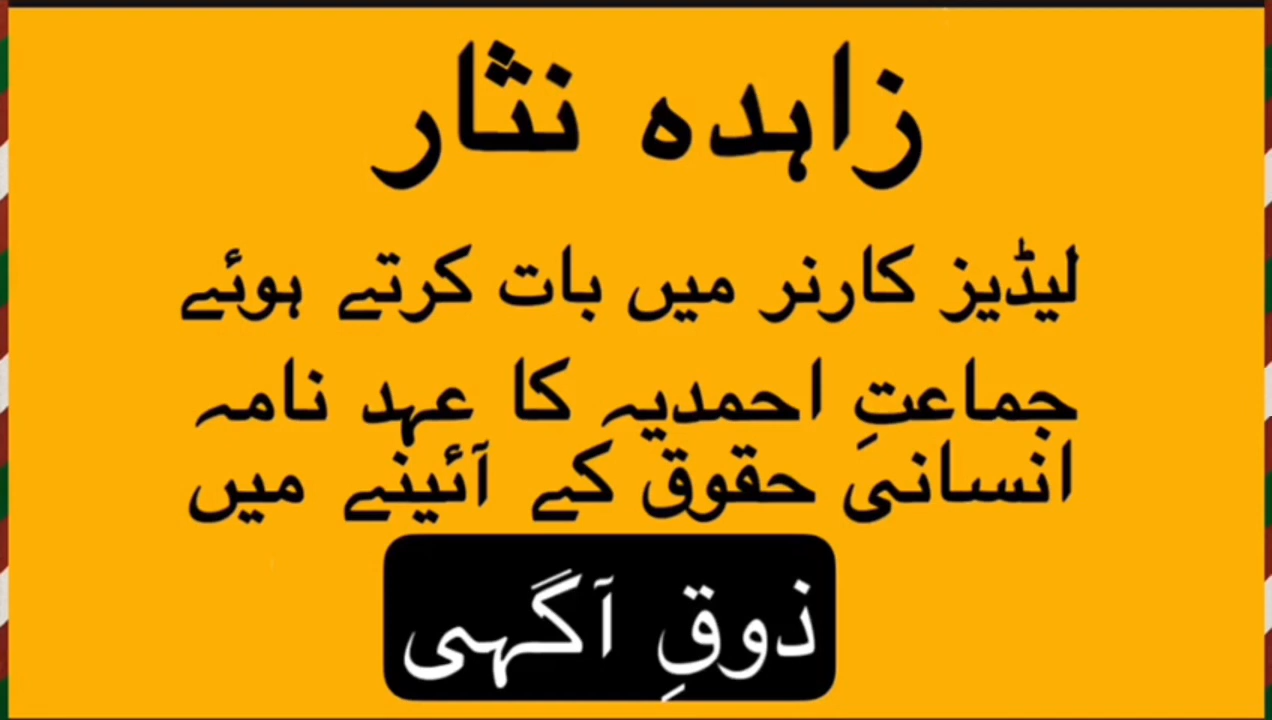 زاہدہ نثار
لیڈیز کارنر میں بات کرتے ہوئے
جماعتِ احمدیہ کا عہد نامہ
انسانی حقوق کے آئینے میں
ذوقِ آگہی